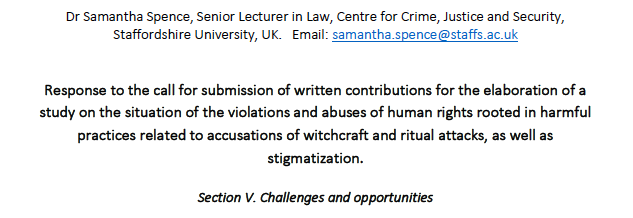 Dr Samantha Spence, Senior Lecturer in Law, Centre for Crime, Justice and Security,
Staffordshire University, UK.   Email: samantha.spence@staffs.ac.uk
Response to the call for submission of written contributions for the elaboration of a
study on the situation of the violations and abuses of human rights rooted in harmful
practices related to accusations of witchcraft and ritual attacks, as well as
stigmatization.
Section V. Challenges and opportunities